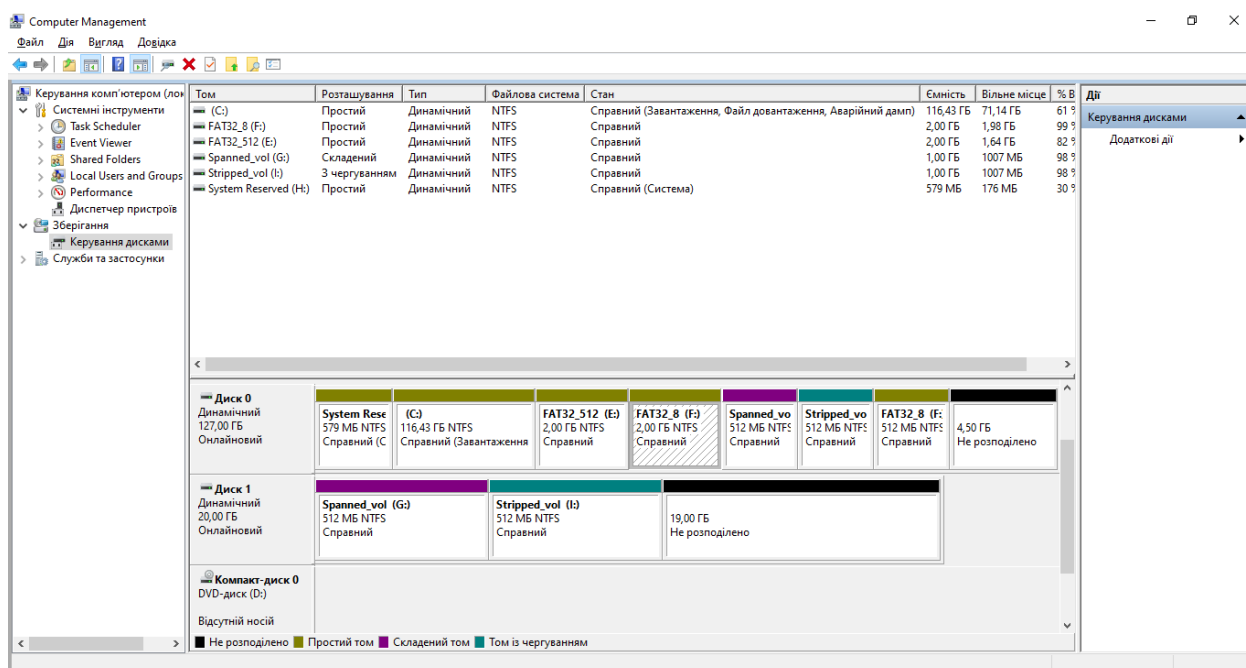 Computer Management
Файл Дія Вигляд Довідка
Керування комп'ютером (лок
Системні інструменти
Task Scheduler
Event Viewer
Shared Folders
Local Users and Groups
Performance
Диспетчер пристроїв
Зберігання
Керування дисками
Служби та застосунки
Том Розташування Тип Файлова система Стан Ємність Вільне місце % В
(C:) Простий Динамічний NTFS Справний (Завантаження, Файл довантаження, Аварійний дамп) 116,43 ГБ 71,14 ГБ 61 %
FAT32_8 (F:) Простий Динамічний NTFS Справний 2,00 ГБ 1,98 ГБ 99 %
FAT32_512 (E:) Простий Динамічний NTFS Справний 2,00 ГБ 1,64 ГБ 82 %
Spanned_vol (G:) Складений Динамічний NTFS Справний 1,00 ГБ 1007 МБ 98 %
Stripped_vol (I:) З чергуванням Динамічний NTFS Справний 1,00 ГБ 1007 МБ 98 %
System Reserved (H:) Простий Динамічний NTFS Справний (Система) 579 МБ 176 МБ 30 %
Дії
Керування дисками
Додаткові дії
Диск 0
Динамічний
127,00 ГБ
Онлайновий
System Rese
579 МБ NTFS
Справний (С
(C:)
116,43 ГБ NTFS
Справний (Завантаження
FAT32_512 (E:)
2,00 ГБ NTFS
Справний
FAT32_8 (F:)
2,00 ГБ NTFS
Справний
Spanned_vo
512 МБ NTFS
Справний
Stripped_vo
512 МБ NTFS
Справний
FAT32_8 (F:
512 МБ NTFS
Справний
4,50 ГБ
Не розподілено
Диск 1
Динамічний
20,00 ГБ
Онлайновий
Spanned_vol (G:)
512 МБ NTFS
Справний
Stripped_vol (I:)
512 МБ NTFS
Справний
19,00 ГБ
Не розподілено
Компакт-диск 0
DVD-диск (D:)
Відсутній носій
Не розподілено Простий том Складений том Том із чергуванням